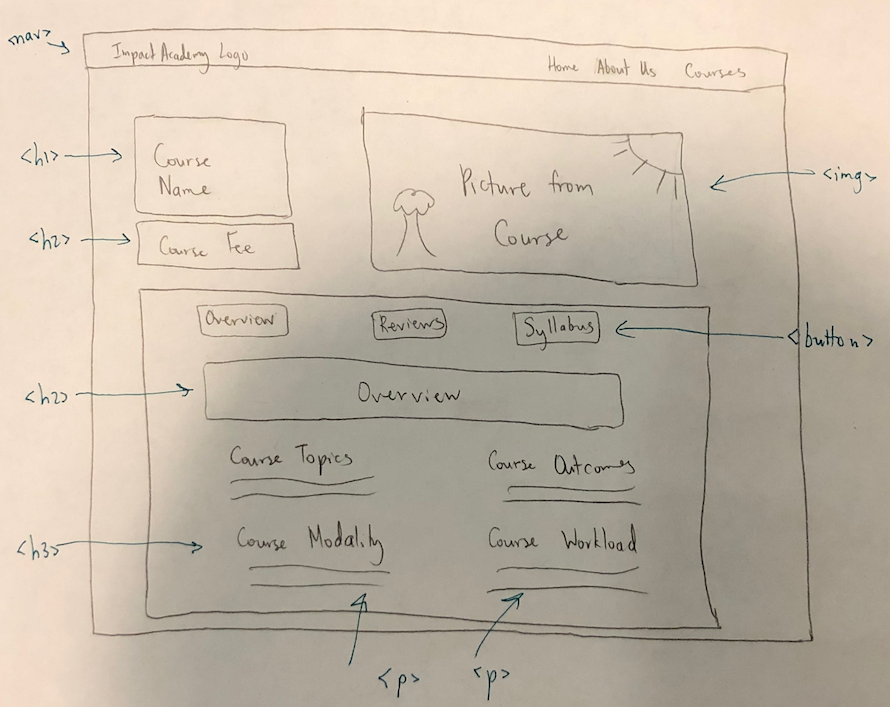 <nav>
Impact Academy Logo
Home About Us Courses
<h1>
Course
Name
Picture from
Course
<img>
<h2>
Course Fee
Overview Reviews Syllabus
<button>
<h2>
Overview
Course Topics
Course Outcomes
<h3>
Course Modality
Course Workload
<p> <p>